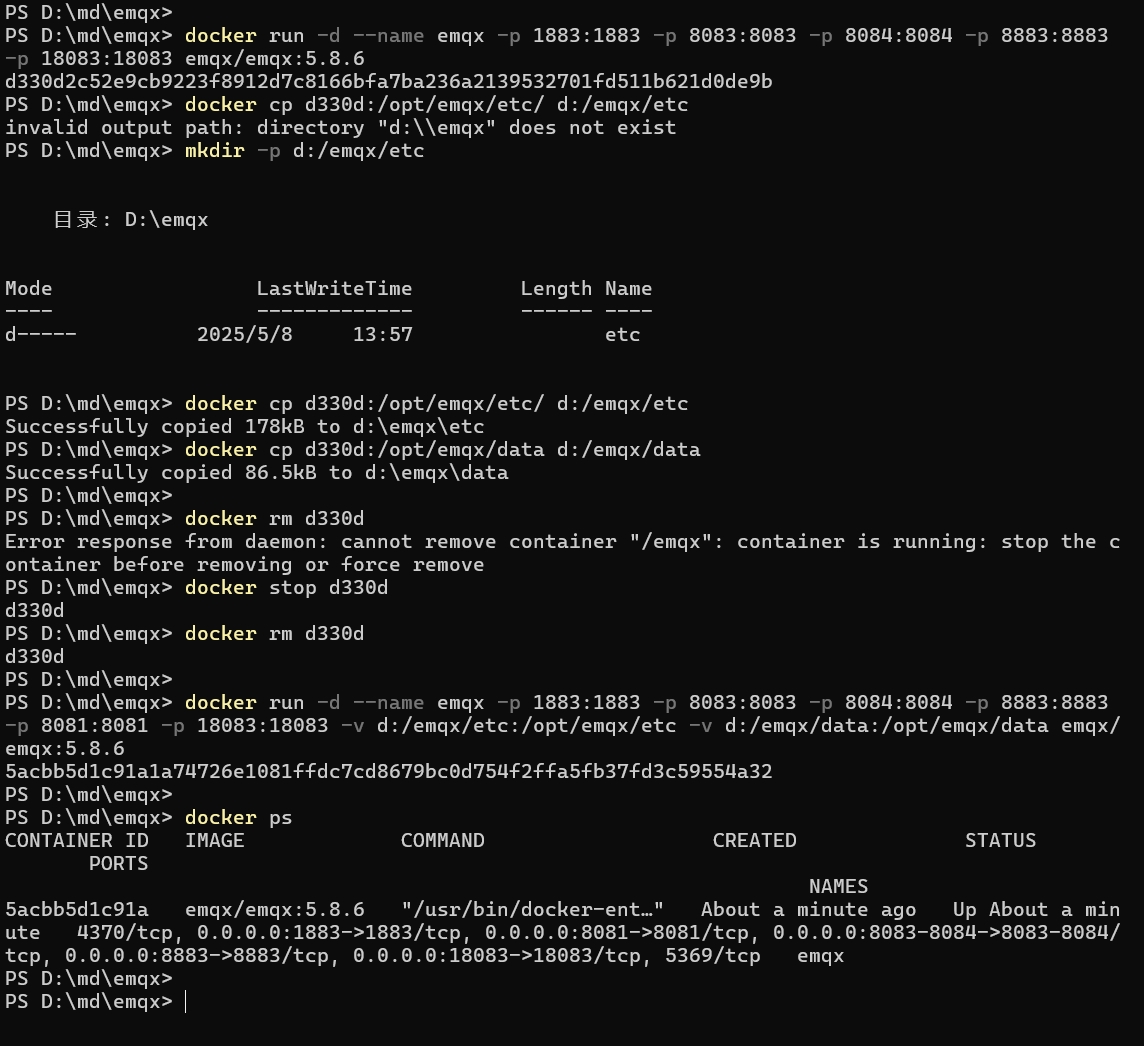 PS D:\md\emqx>
PS D:\md\emqx> docker run -d --name emqx -p 1883:1883 -p 8083:8083 -p 8084:8084 -p 8883:8883
-p 18083:18083 emqx/emqx:5.8.6
d330d2c52e9cb9223f8912d7c8166bfa7ba236a2139532701fd511b621d0de9b
PS D:\md\emqx> docker cp d330d:/opt/emqx/etc/ d:/emqx/etc
invalid output path: directory "d:\\emqx" does not exist
PS D:\md\emqx> mkdir -p d:/emqx/etc
目录: D:\emqx
Mode LastWriteTime Length Name
---- ------------- ------ ----
d----- 2025/5/8 13:57 etc
PS D:\md\emqx> docker cp d330d:/opt/emqx/etc/ d:/emqx/etc
Successfully copied 178kB to d:\emqx\etc
PS D:\md\emqx> docker cp d330d:/opt/emqx/data d:/emqx/data
Successfully copied 86.5kB to d:\emqx\data
PS D:\md\emqx>
PS D:\md\emqx> docker rm d330d
Error response from daemon: cannot remove container "/emqx": container is running: stop the c
ontainer before removing or force remove
PS D:\md\emqx> docker stop d330d
d330d
PS D:\md\emqx> docker rm d330d
d330d
PS D:\md\emqx>
PS D:\md\emqx> docker run -d --name emqx -p 1883:1883 -p 8083:8083 -p 8084:8084 -p 8883:8883
-p 8081:8081 -p 18083:18083 -v d:/emqx/etc:/opt/emqx/etc -v d:/emqx/data:/opt/emqx/data emqx/
emqx:5.8.6
5acbb5d1c91a1a74726e1081ffdc7cd8679bc0d754f2ffa5fb37fd3c59554a32
PS D:\md\emqx>
PS D:\md\emqx> docker ps
CONTAINER ID IMAGE COMMAND CREATED STATUS
PORTS
NAMES
5acbb5d1c91a emqx/emqx:5.8.6 "/usr/bin/docker-ent…" About a minute ago Up About a min
ute 4370/tcp, 0.0.0.0:1883->1883/tcp, 0.0.0.0:8081->8081/tcp, 0.0.0.0:8083-8084->8083-8084/
tcp, 0.0.0.0:8883->8883/tcp, 0.0.0.0:18083->18083/tcp, 5369/tcp emqx
PS D:\md\emqx>
PS D:\md\emqx>